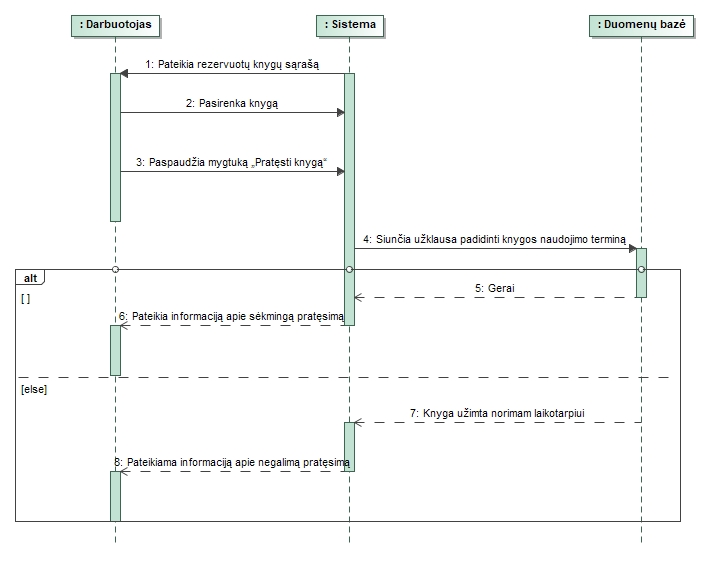 : Darbuotojas
: Sistema
: Duomenų bazė
1: Pateikia rezervuotų knygų sąrašą
2: Pasirenka knygą
3: Paspaudžia mygtuką „Pratęsti knygą“
4: Siunčia užklausa padidinti knygos naudojimo terminą
alt
[ ]
5: Gerai
6: Pateikia informaciją apie sėkmingą pratęsimą
[else]
7: Knyga užimta norimam laikotarpiui
8: Pateikiama informaciją apie negalimą pratęsimą